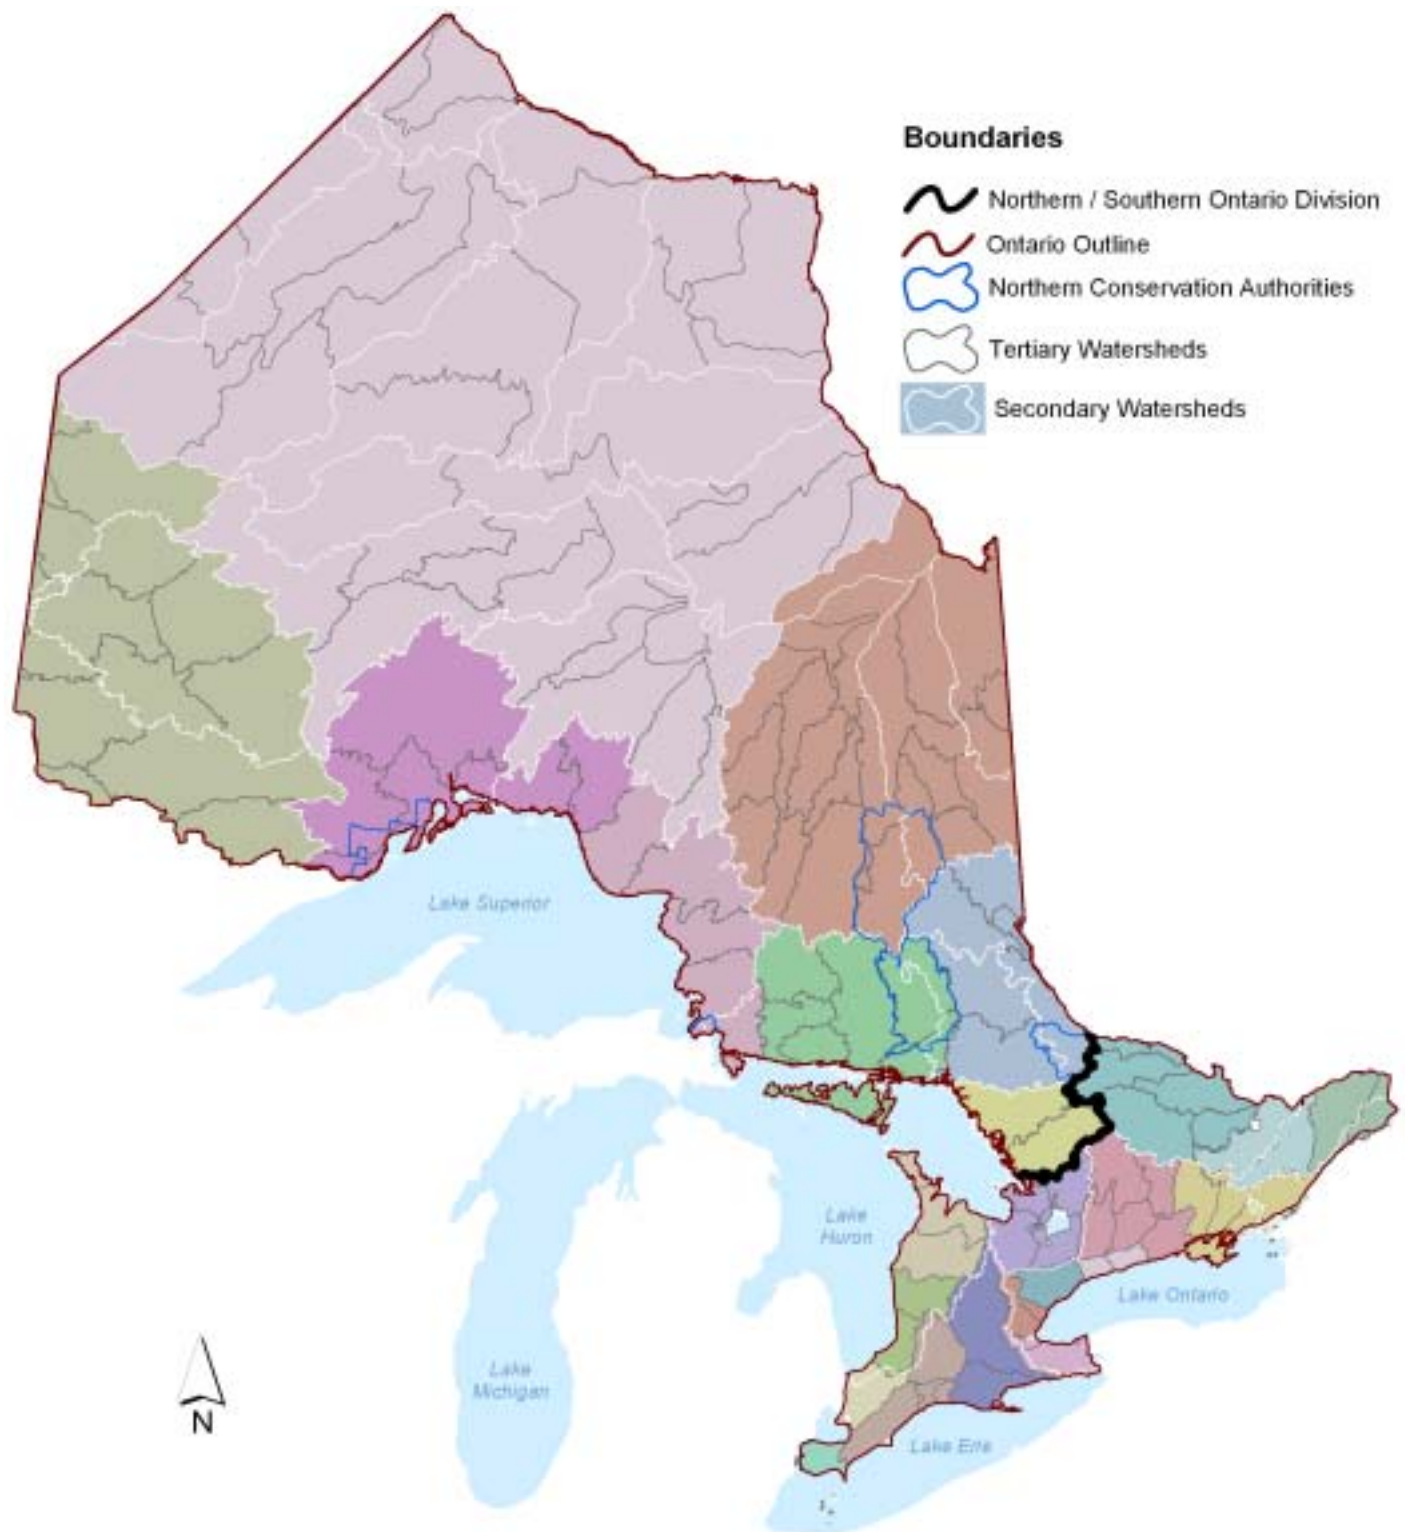 Boundaries
Northern / Southern Ontario Division
Ontario Outline
Northern Conservation Authorities
Tertiary Watersheds
Secondary Watersheds
Lake Superior
Lake
Huron
Lake Ontario
Lake
Michigan
Lake Erie
N